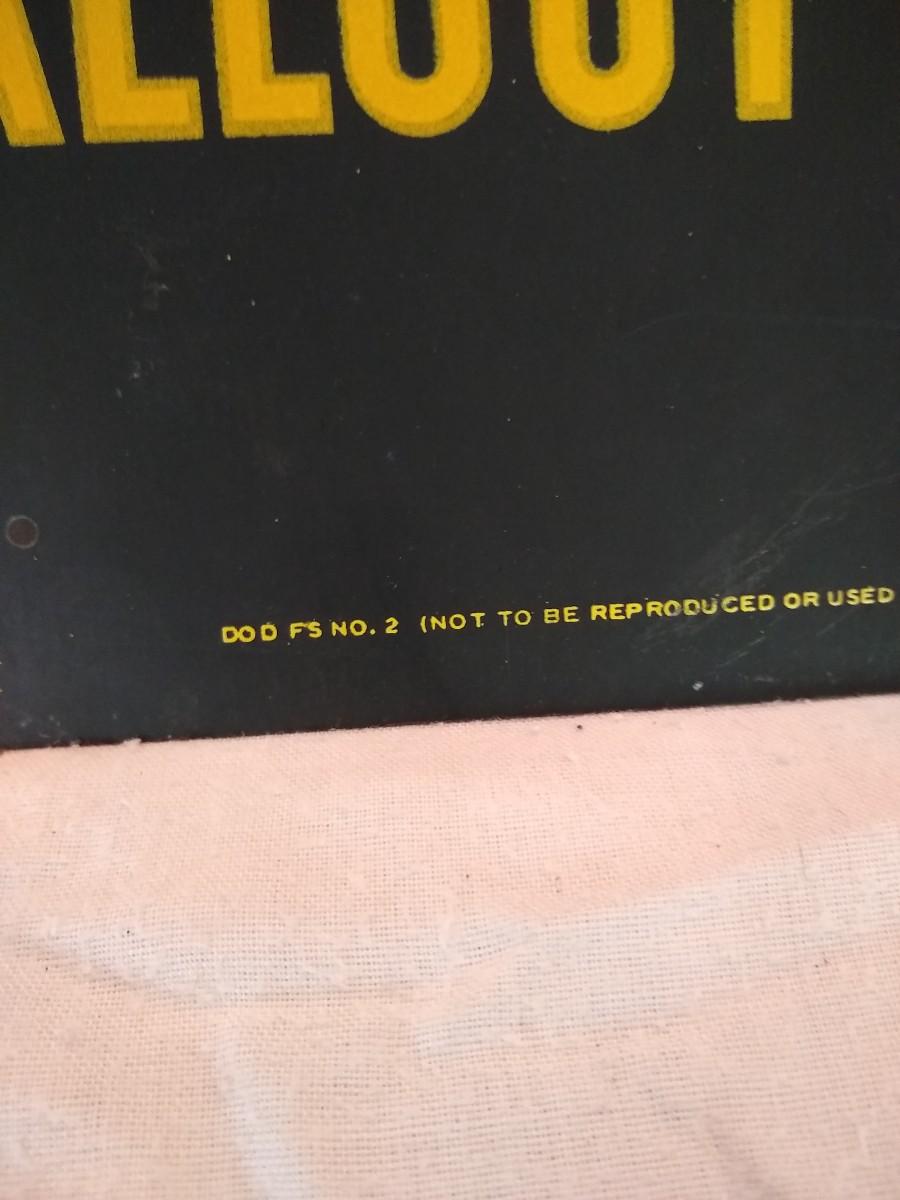 ALLOUT
DOD FS NO. 2 (NOT TO BE REPRODUCED OR USED